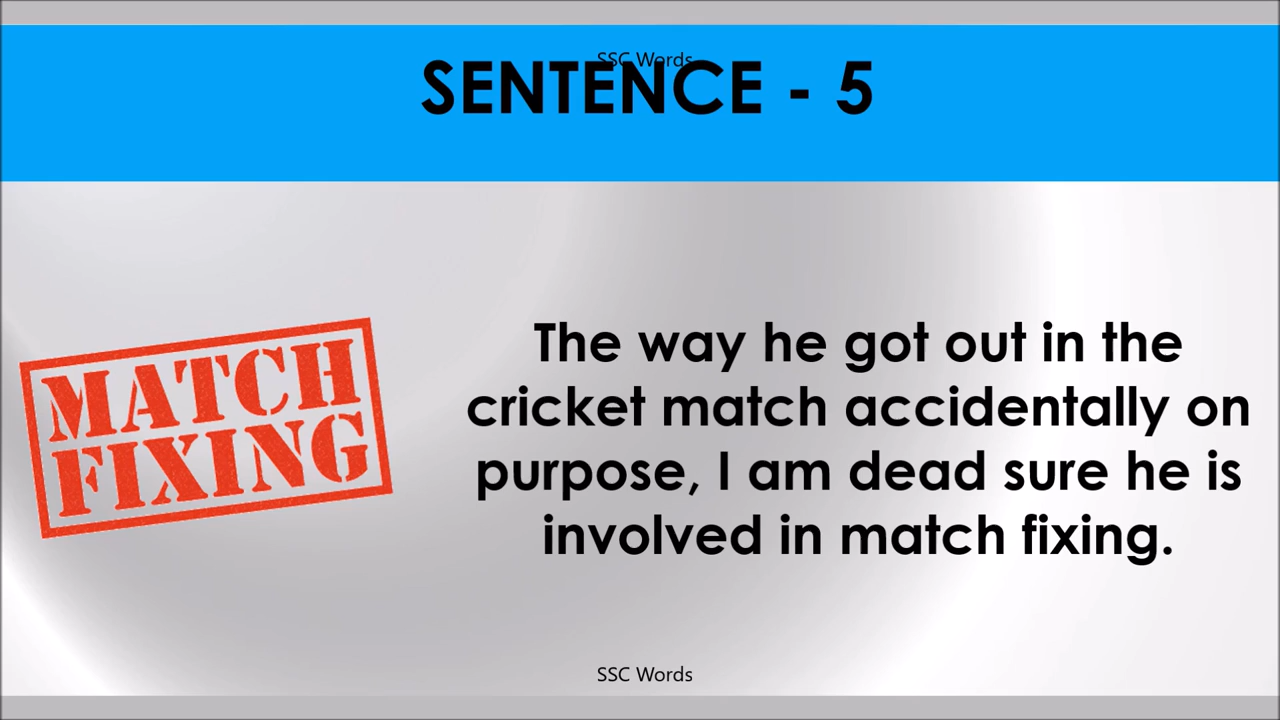 SSC Words
SENTENCE - 5
MATCH
FIXING
The way he got out in the
cricket match accidentally on
purpose, I am dead sure he is
involved in match fixing.
SSC Words